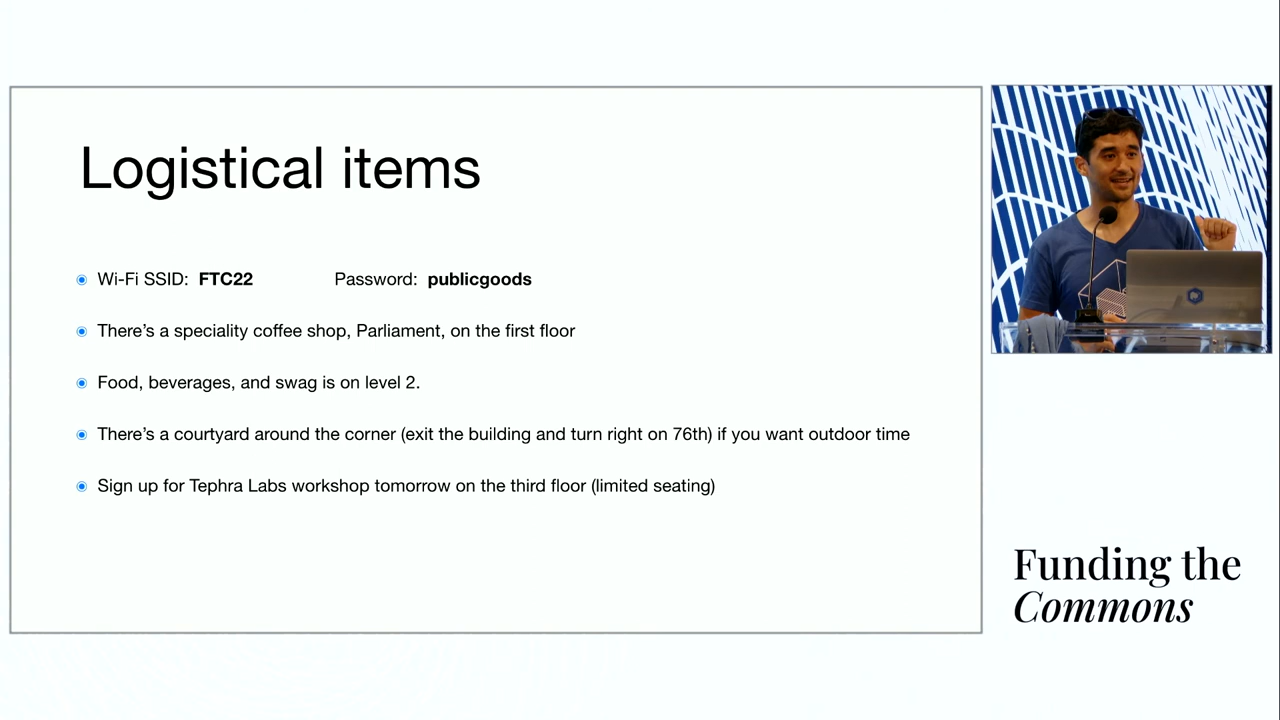 Logistical items
Wi-Fi SSID: FTC22 Password: publicgoods
There's a speciality coffee shop, Parliament, on the first floor
Food, beverages, and swag is on level 2.
There's a courtyard around the corner (exit the building and turn right on 76th) if you want outdoor time
Sign up for Tephra Labs workshop tomorrow on the third floor (limited seating)
Funding the
Commons